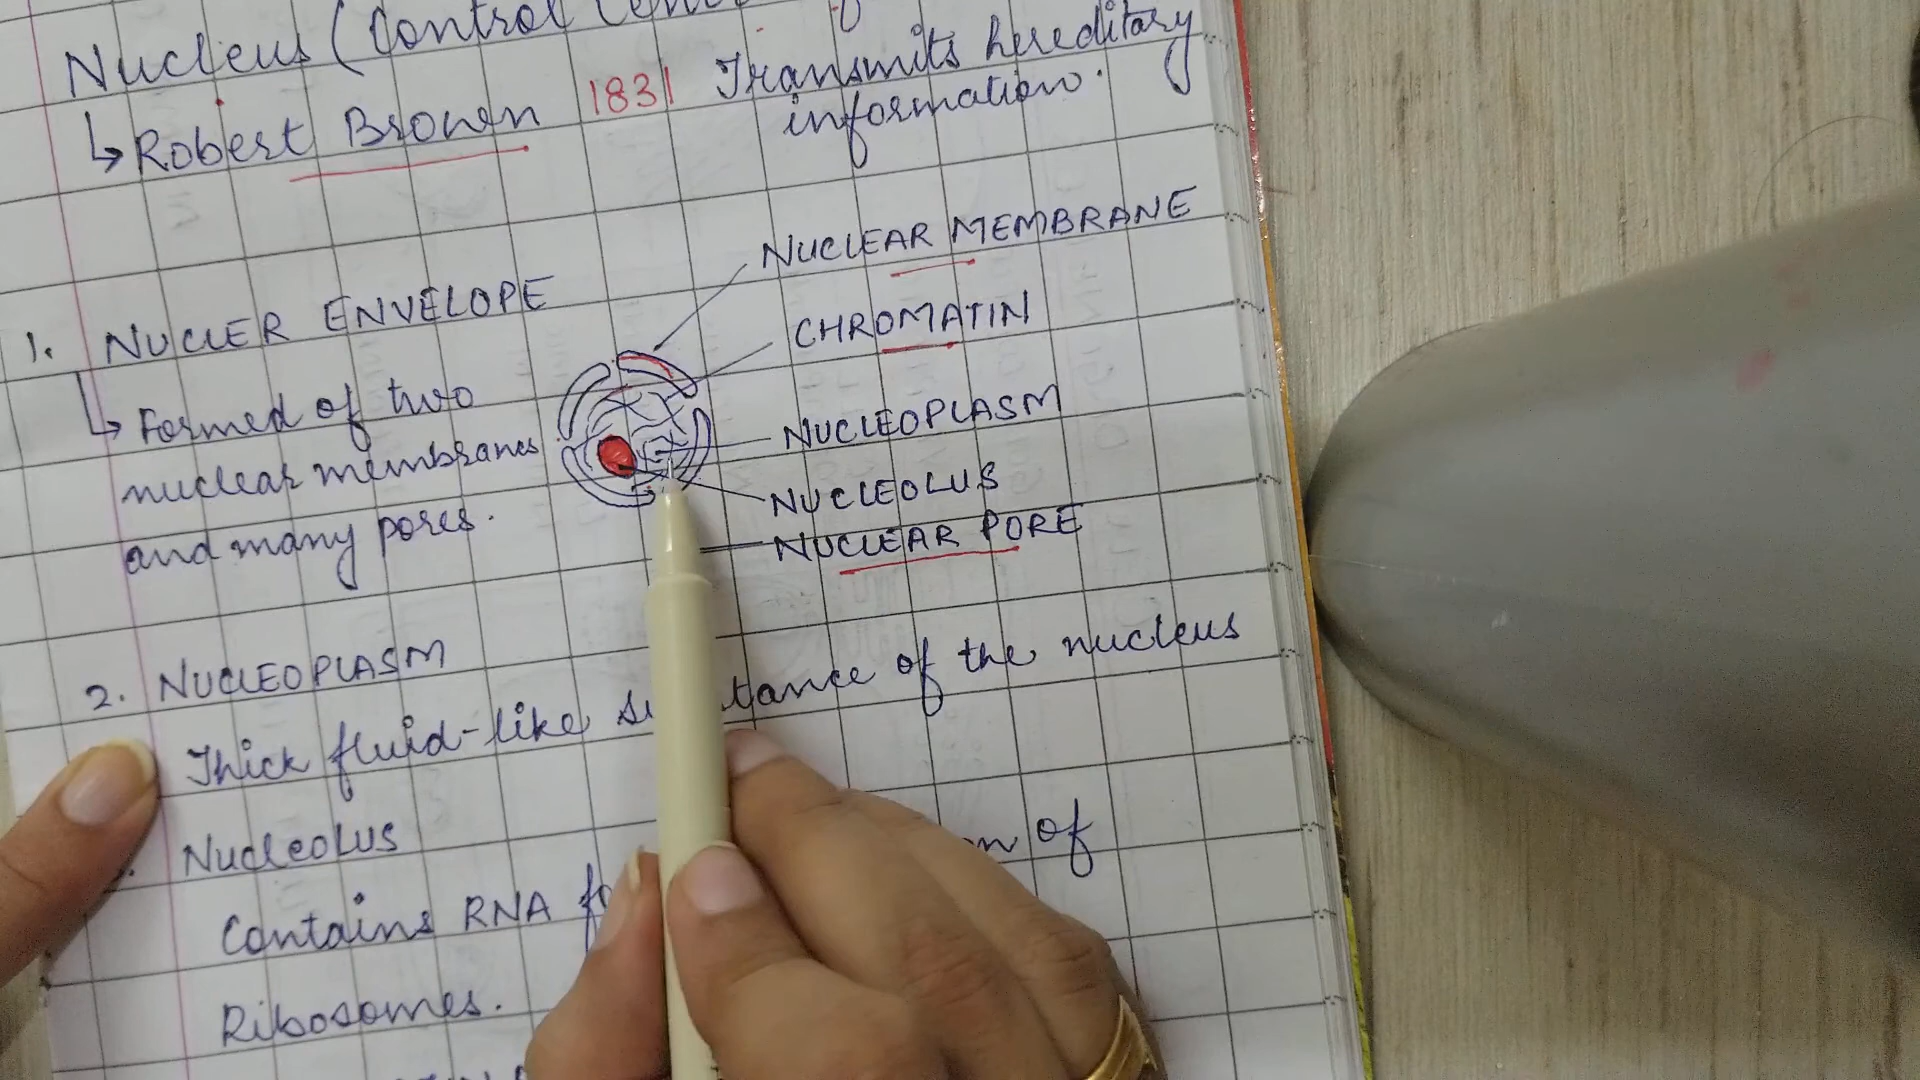 Nucleus (Control
Robert Brown 1831 Transmits hereditary
information.
NUCLEAR MEMBRANE
CHROMATIN
1. NUCLER ENVELOPE
Formed of two
NUCLEOPLASM
nuclear membranes
NUCLEOLUS
and many pores.
NUCLEAR PORE
2. NUCLEOPLASM
Thick fluid-like of the nucleus
Nucleolus
Contains RNA of
Ribosomes.